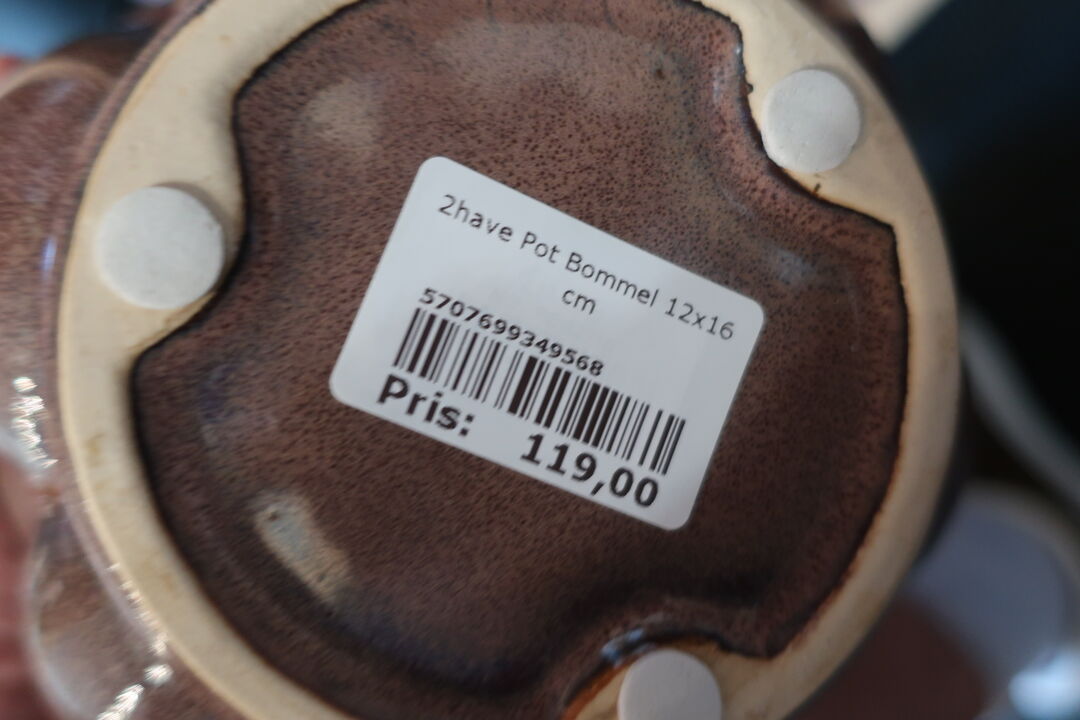 2have Pot Bommel 12x16
cm
5707699349568
Pris: 119,00